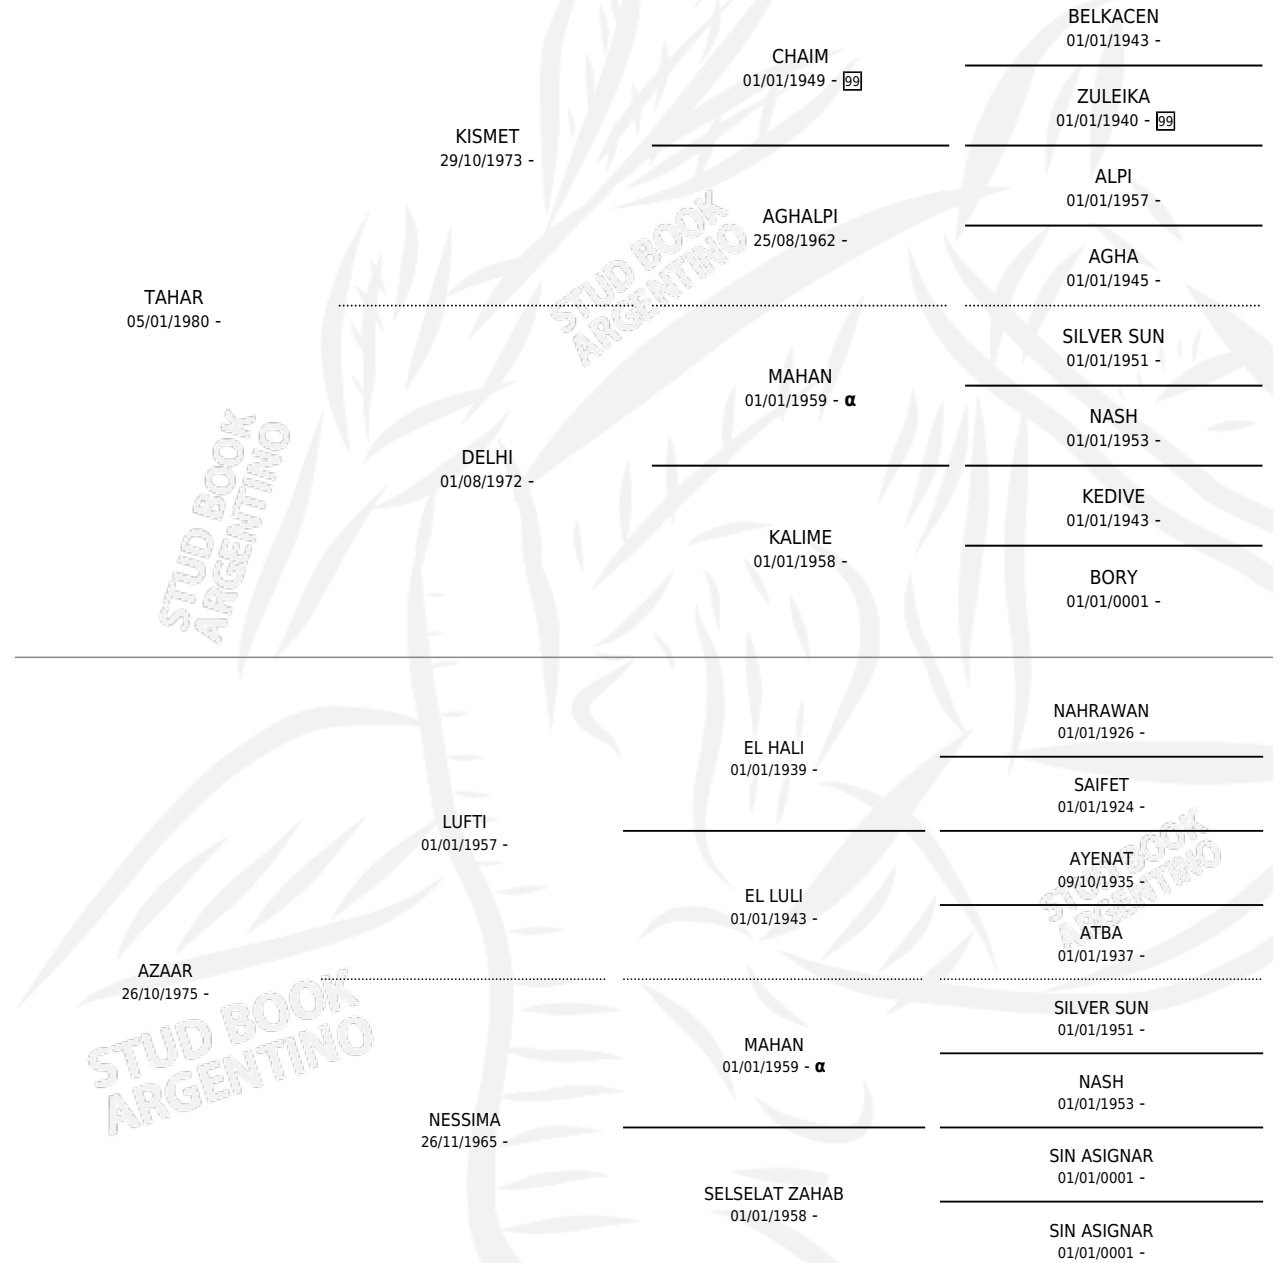 BELKACEN
01/01/1943 -
CHAIM
01/01/1949 - 99
ZULEIKA
01/01/1940 - 99
KISMET
29/10/1973 -
ALPI
01/01/1957 -
AGHALPI
25/08/1962 -
AGHA
01/01/1945 -
TAHAR
05/01/1980 -
SILVER SUN
01/01/1951 -
MAHAN
01/01/1959 - α
NASH
01/01/1953 -
DELHI
01/08/1972 -
KEDIVE
01/01/1943 -
KALIME
01/01/1958 -
BORY
01/01/0001 -
STUD BOOK
ARGENTINO
STUD BOOK
ARGENTINO
NAHRAWAN
01/01/1926 -
EL HALI
01/01/1939 -
SAIFET
01/01/1924 -
LUFTI
01/01/1957 -
AYENAT
09/10/1935 -
EL LULI
01/01/1943 -
ATBA
01/01/1937 -
AZAAR
26/10/1975 -
SILVER SUN
01/01/1951 -
MAHAN
01/01/1959 - α
NASH
01/01/1953 -
NESSIMA
26/11/1965 -
SIN ASIGNAR
01/01/0001 -
SELSELAT ZAHAB
01/01/1958 -
SIN ASIGNAR
01/01/0001 -
STUD BOOK
ARGENTINO
STUD BOOK
ARGENTINO